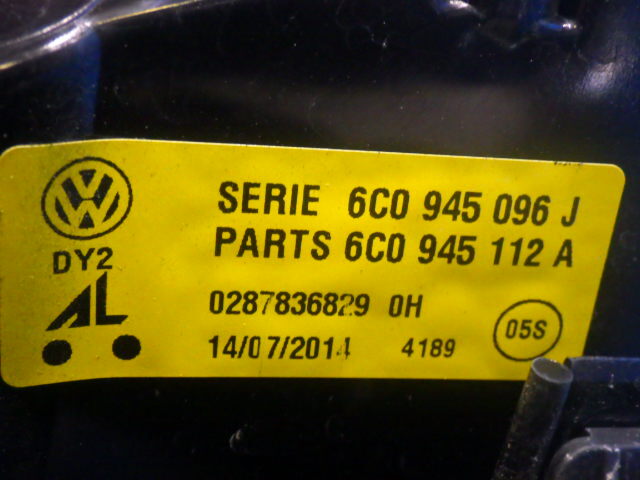 SERIE 6C0 945 096 J
PARTS 6C0 945 112 A
DY2
AL
0287836829 0H
14/07/2014 4189
05S